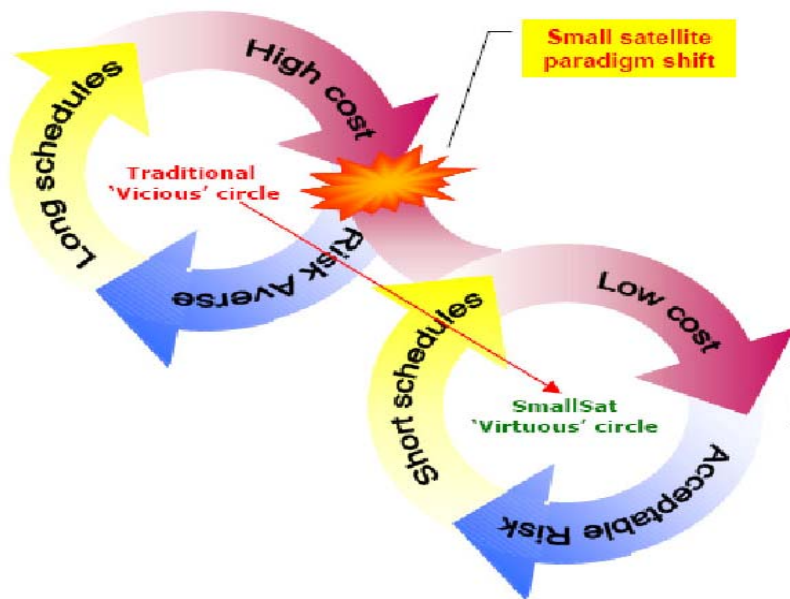 Small satellite
paradigm shift
High cost
Long schedules
Traditional
‘Vicious’ circle
Risk Averse
Low cost
Short schedules
SmallSat
‘Virtuous’ circle
Acceptable Risk